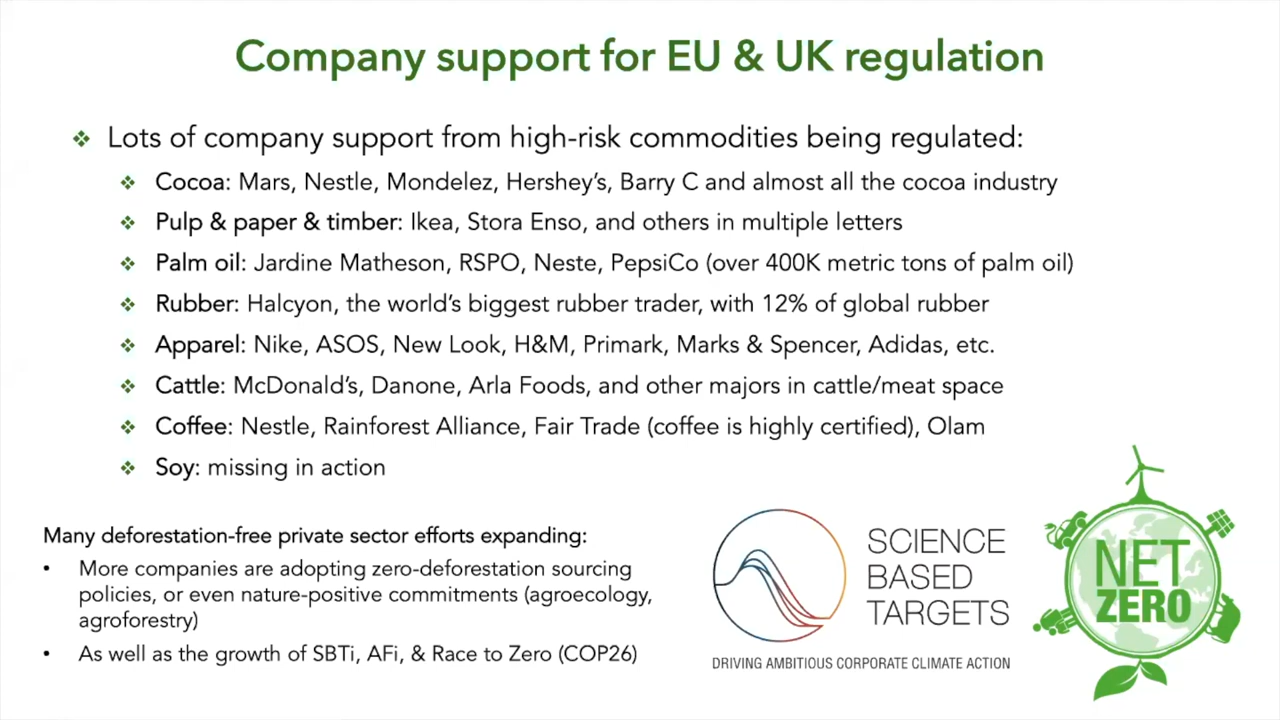 Company support for EU & UK regulation
Lots of company support from high-risk commodities being regulated:
Cocoa: Mars, Nestle, Mondelez, Hershey's, Barry C and almost all the cocoa industry
Pulp & paper & timber: Ikea, Stora Enso, and others in multiple letters
Palm oil: Jardine Matheson, RSPO, Neste, PepsiCo (over 400K metric tons of palm oil)
Rubber: Halcyon, the world's biggest rubber trader, with 12% of global rubber
Apparel: Nike, ASOS, New Look, H&M, Primark, Marks & Spencer, Adidas, etc.
Cattle: McDonald's, Danone, Arla Foods, and other majors in cattle/meat space
Coffee: Nestle, Rainforest Alliance, Fair Trade (coffee is highly certified), Olam
Soy: missing in action
Many deforestation-free private sector efforts expanding:
• More companies are adopting zero-deforestation sourcing
policies, or even nature-positive commitments (agroecology,
agroforestry)
• As well as the growth of SBTi, AFi, & Race to Zero (COP26)
SCIENCE
BASED
TARGETS
DRIVING AMBITIOUS CORPORATE CLIMATE ACTION
NET
ZERO